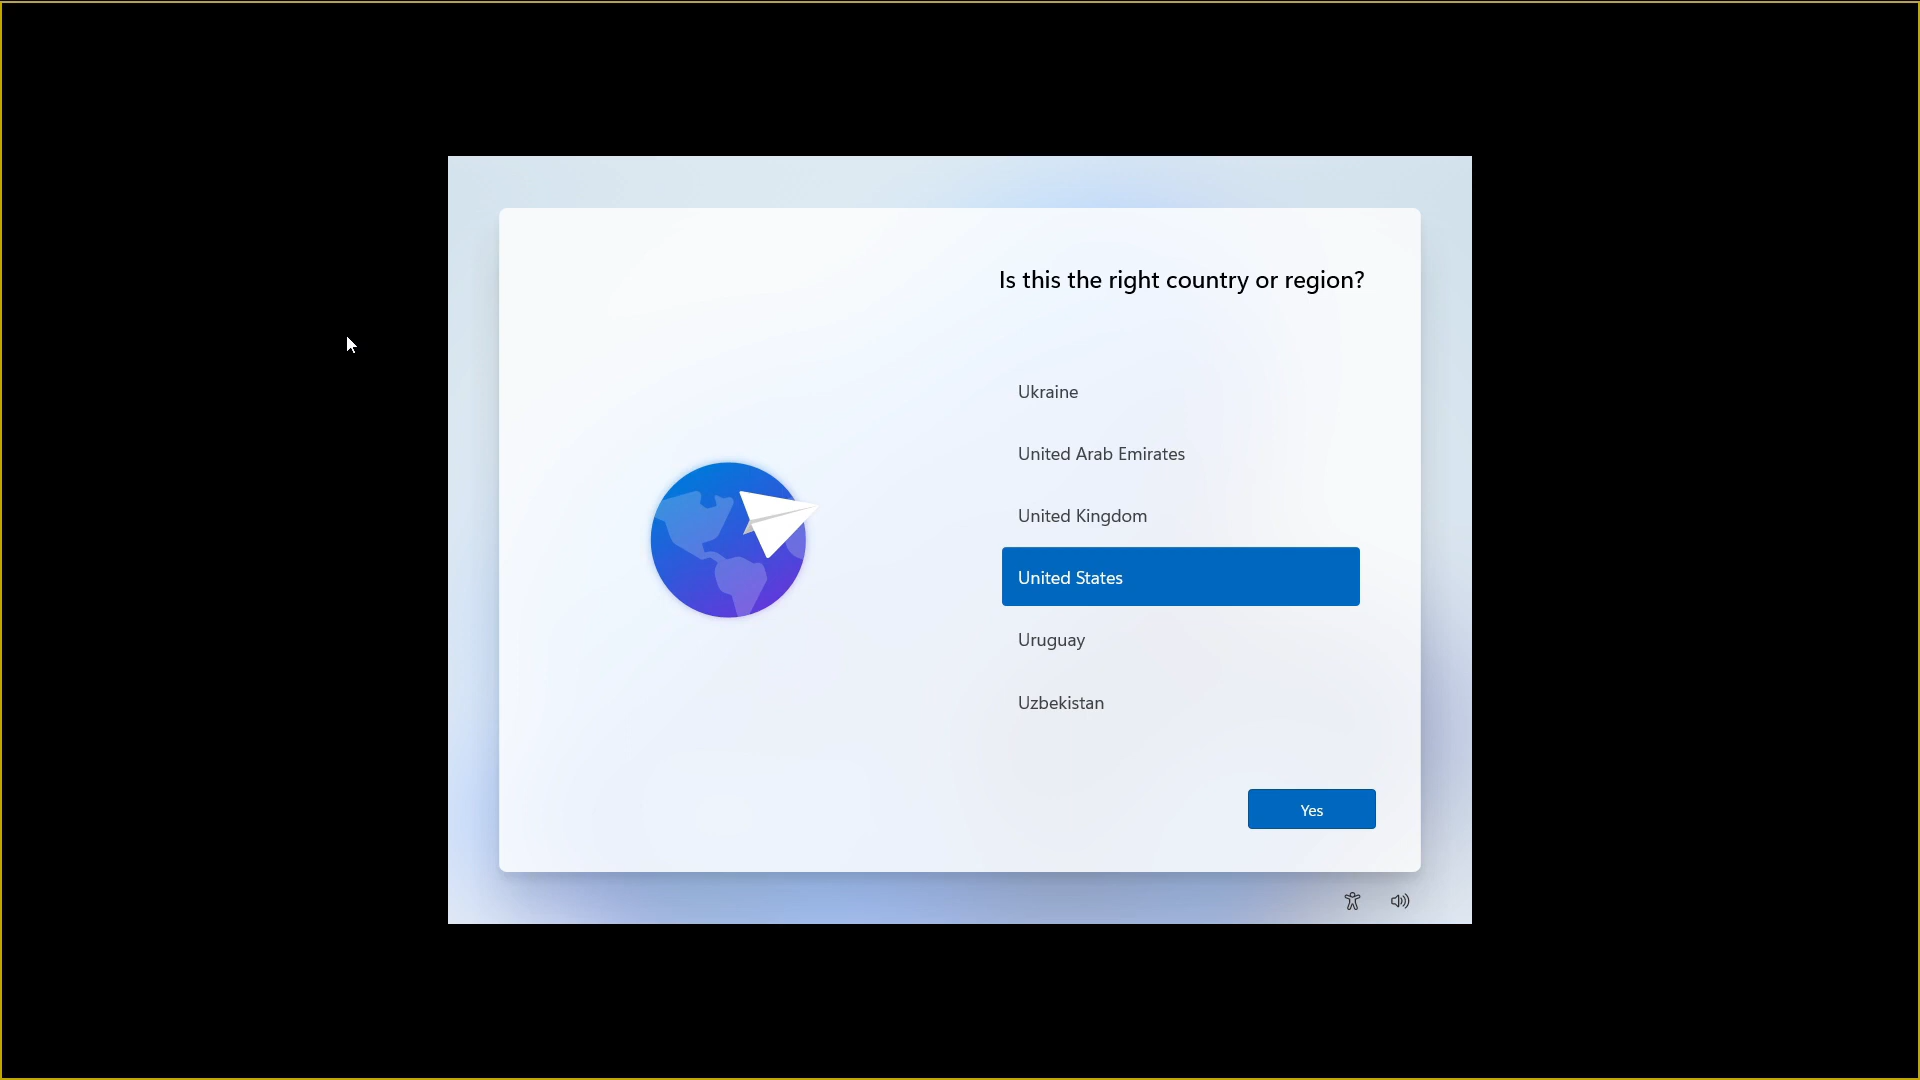 Is this the right country or region?
Ukraine
United Arab Emirates
United Kingdom
United States
Uruguay
Uzbekistan
Yes